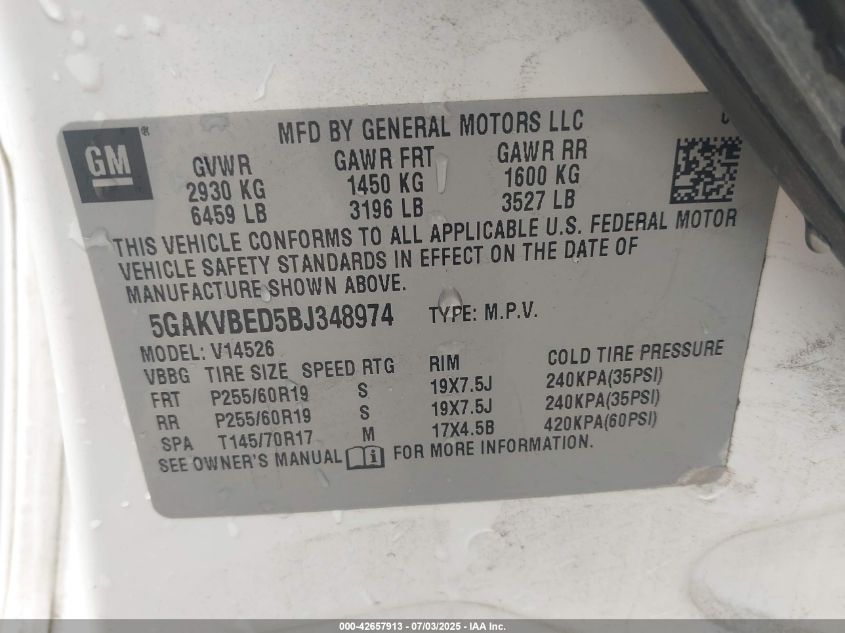 GM®
MFD BY GENERAL MOTORS LLC
GVWR GAWR FRT GAWR RR
2930 KG 1450 KG 1600 KG
6459 LB 3196 LB 3527 LB
THIS VEHICLE CONFORMS TO ALL APPLICABLE U.S. FEDERAL MOTOR
VEHICLE SAFETY STANDARDS IN EFFECT ON THE DATE OF
MANUFACTURE SHOWN ABOVE.
5GAKVBED5BJ348974 TYPE: M.P.V.
MODEL: V14526
VBBG TIRE SIZE SPEED RTG RIM COLD TIRE PRESSURE
FRT P255/60R19 S 19X7.5J 240KPA(35PSI)
RR P255/60R19 S 19X7.5J 240KPA(35PSI)
SPA T145/70R17 M 17X4.5B 420KPA(60PSI)
SEE OWNER'S MANUAL i FOR MORE INFORMATION.
000-42657913 - 07/03/2025 - IAA Inc.